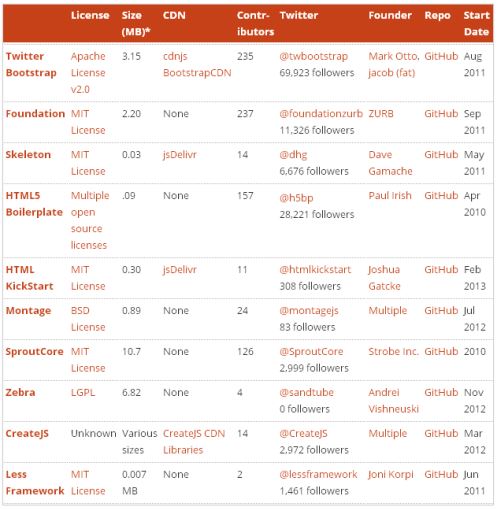 License Size (MB)* CDN Contr-ibutors Twitter Founder Repo Start Date
Twitter Bootstrap Apache License v2.0 3.15 cdnjs BootstrapCDN 235 @twbootstrap 69,923 followers Mark Otto, jacob (fat) GitHub Aug 2011
Foundation MIT License 2.20 None 237 @foundationzurb 11,326 followers ZURB GitHub Sep 2011
Skeleton MIT License 0.03 jsDelivr 14 @dhg 6,676 followers Dave Gamache GitHub May 2011
HTML5 Boilerplate Multiple open source licenses .09 None 157 @h5bp 28,221 followers Paul Irish GitHub Apr 2010
HTML KickStart MIT License 0.30 jsDelivr 11 @htmlkickstart 308 followers Joshua Gatcke GitHub Feb 2013
Montage BSD License 0.89 None 24 @montagejs 83 followers Multiple GitHub Jul 2012
SproutCore MIT License 10.7 None 126 @SproutCore 2,999 followers Strobe Inc. GitHub 2010
Zebra LGPL 6.82 None 4 @sandtube 0 followers Andrei Vishneuski GitHub Nov 2012
CreateJS Unknown Various sizes CreateJS CDN Libraries 14 @CreateJS 2,972 followers Multiple GitHub Mar 2012
Less Framework MIT License 0.007 MB None 2 @lessframework 1,461 followers Joni Korpi GitHub Jun 2011